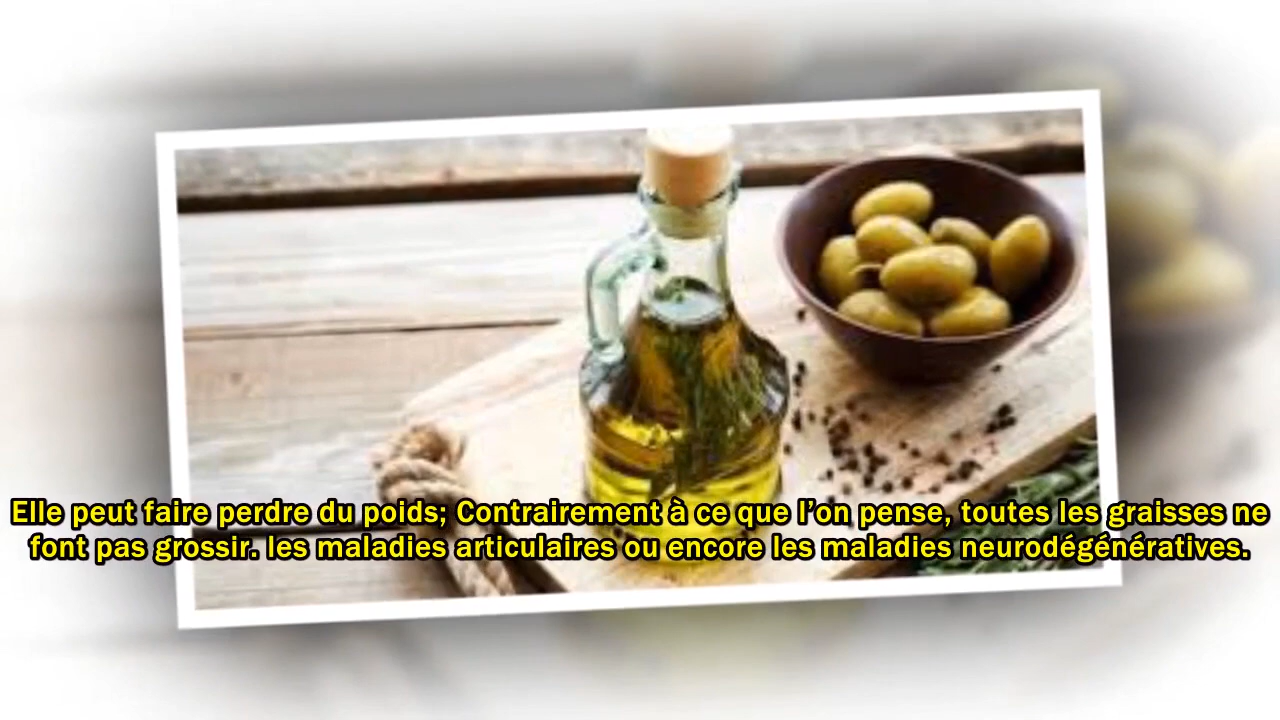 Elle peut faire perdre du poids; Contrairement à ce que l’on pense, toutes les graisses ne
font pas grossir. les maladies articulaires ou encore les maladies neurodégénératives.